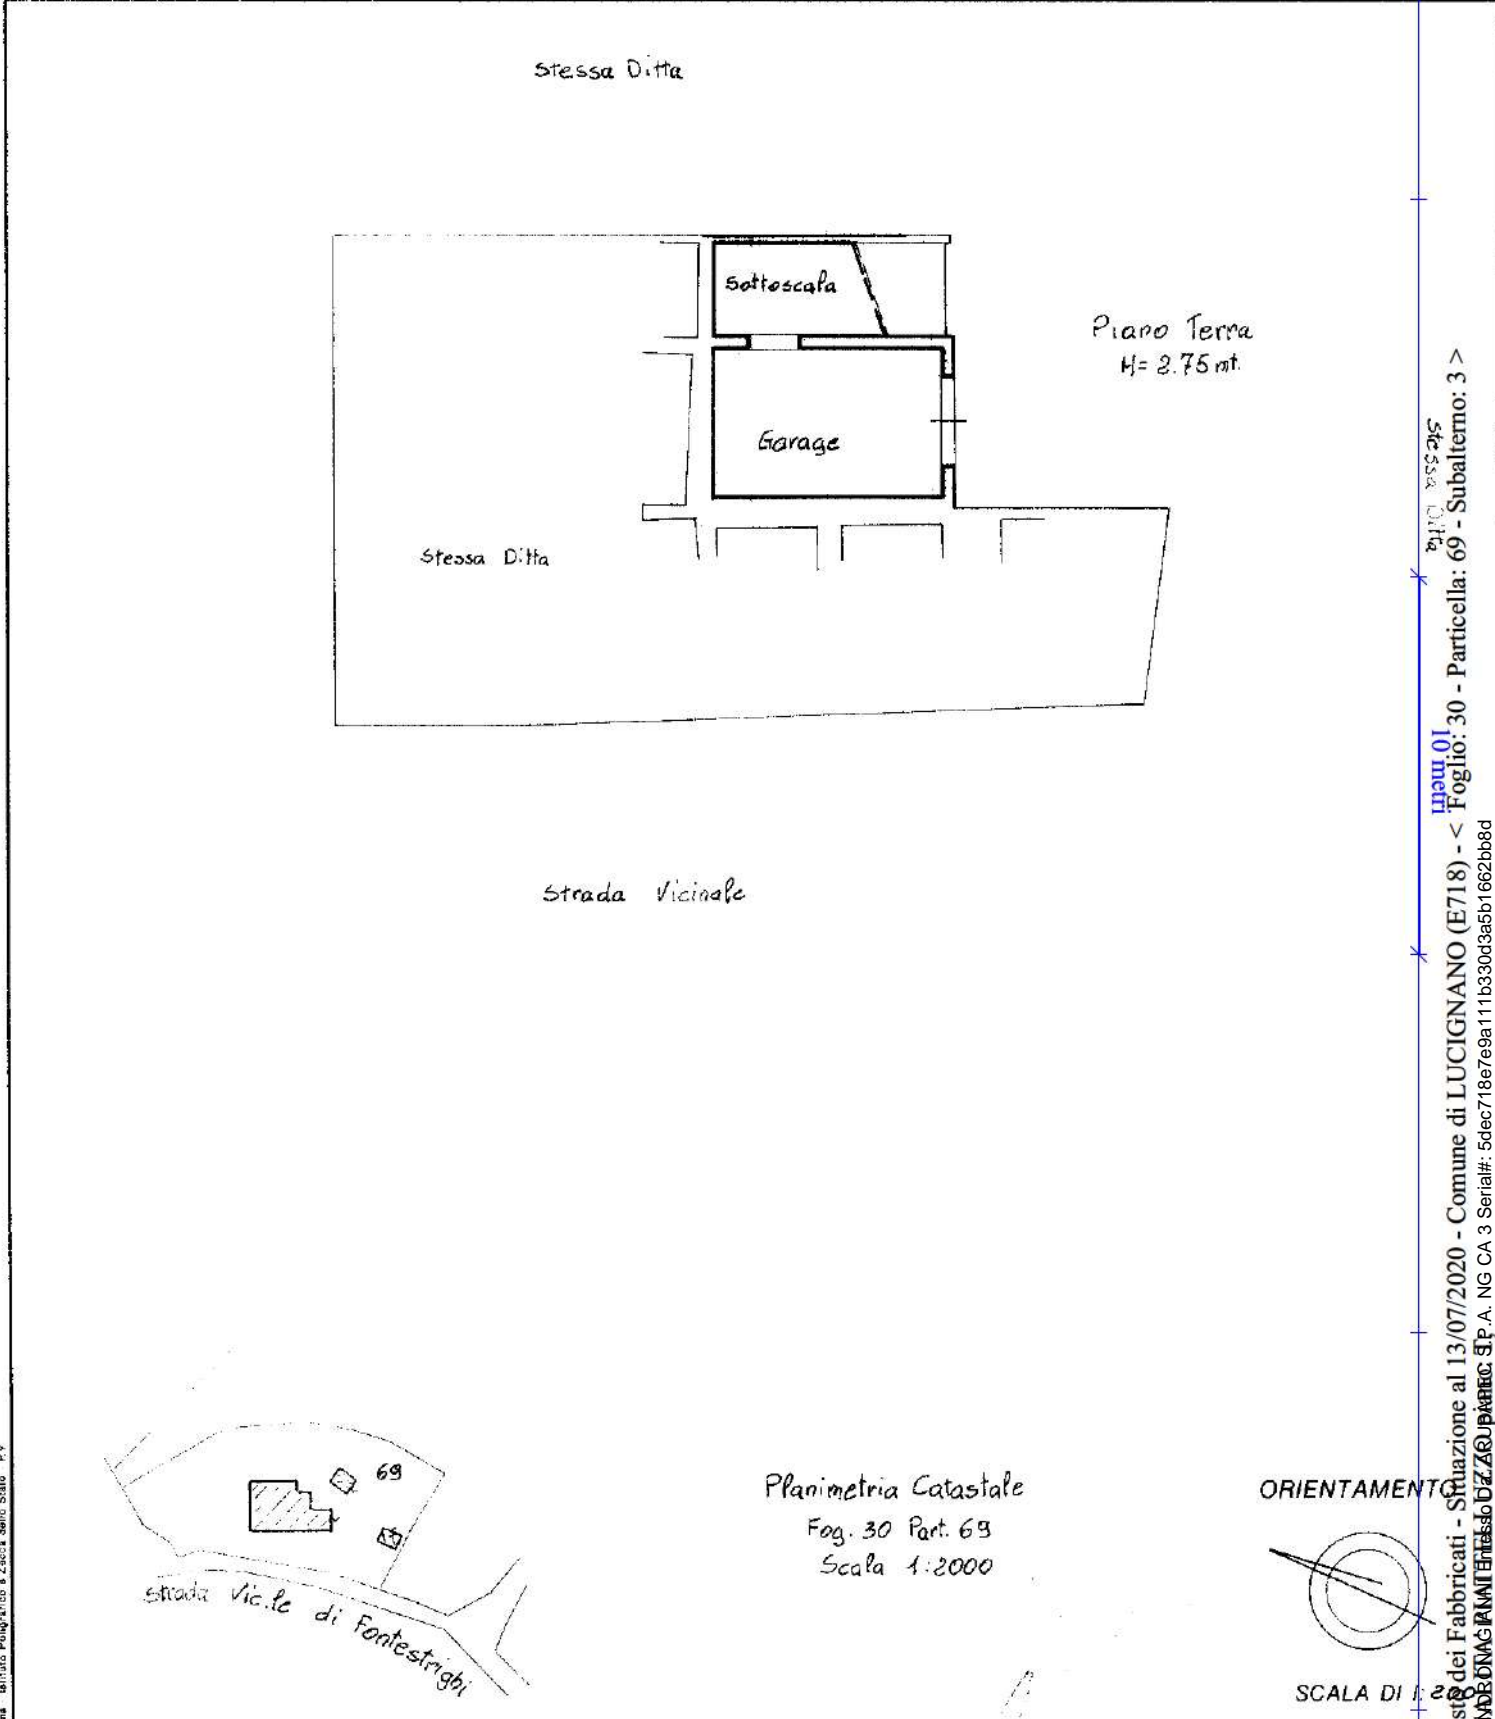 Stessa Ditta
Sottoscala
Piano Terra
H= 2.75 mt.
Garage
Stessa Ditta
Stessa Ditta
Strada Vicinale
10 metri
69
Strada Vic.le di Fontestrighi
Planimetria Catastale
Fog. 30 Part. 69
Scala 1:2000
ORIENTAMENTO
SCALA DI 1: 200
dei Fabbricati - Situazione al 13/07/2020 - Comune di LUCIGNANO (E718) - < Foglio: 30 - Particella: 69 - Subalterno: 3 >
S.P.A. NG CA 3 Serial#: 5dec718e7e9a111b330d3a5b1662bb8d